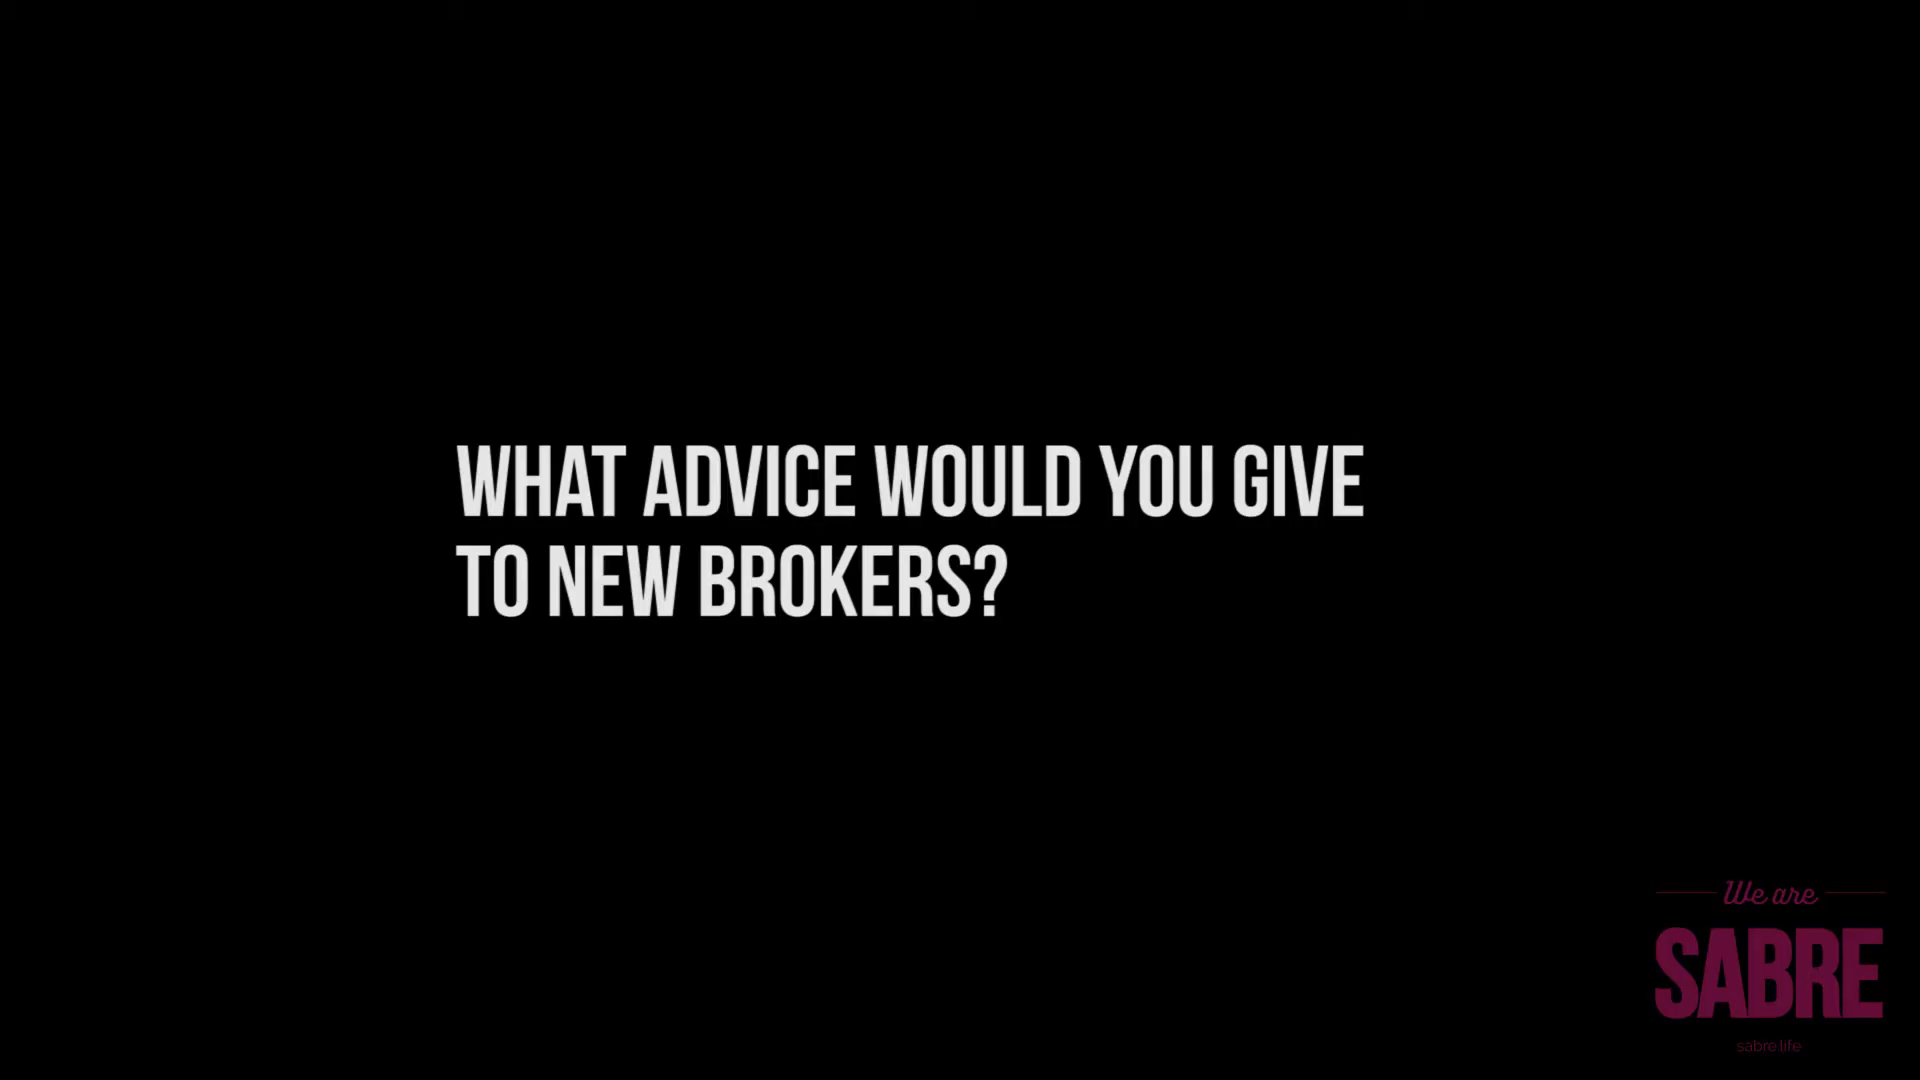 WHAT ADVICE WOULD YOU GIVE
TO NEW BROKERS?
We are
SABRE
sabre.life